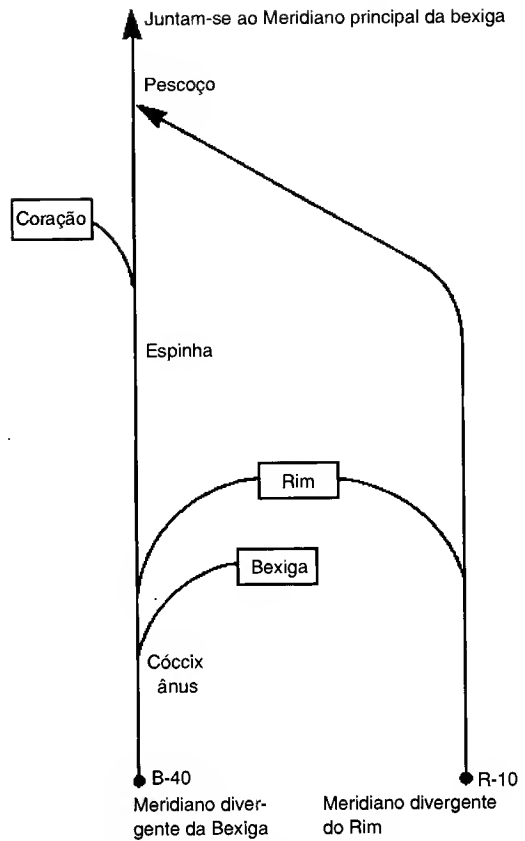 Juntam-se ao Meridiano principal da bexiga
Pescoço
Coração
Espinha
Rim
Bexiga
Cóccix
ânus
B-40
Meridiano diver-
gente da Bexiga
R-10
Meridiano divergente
do Rim